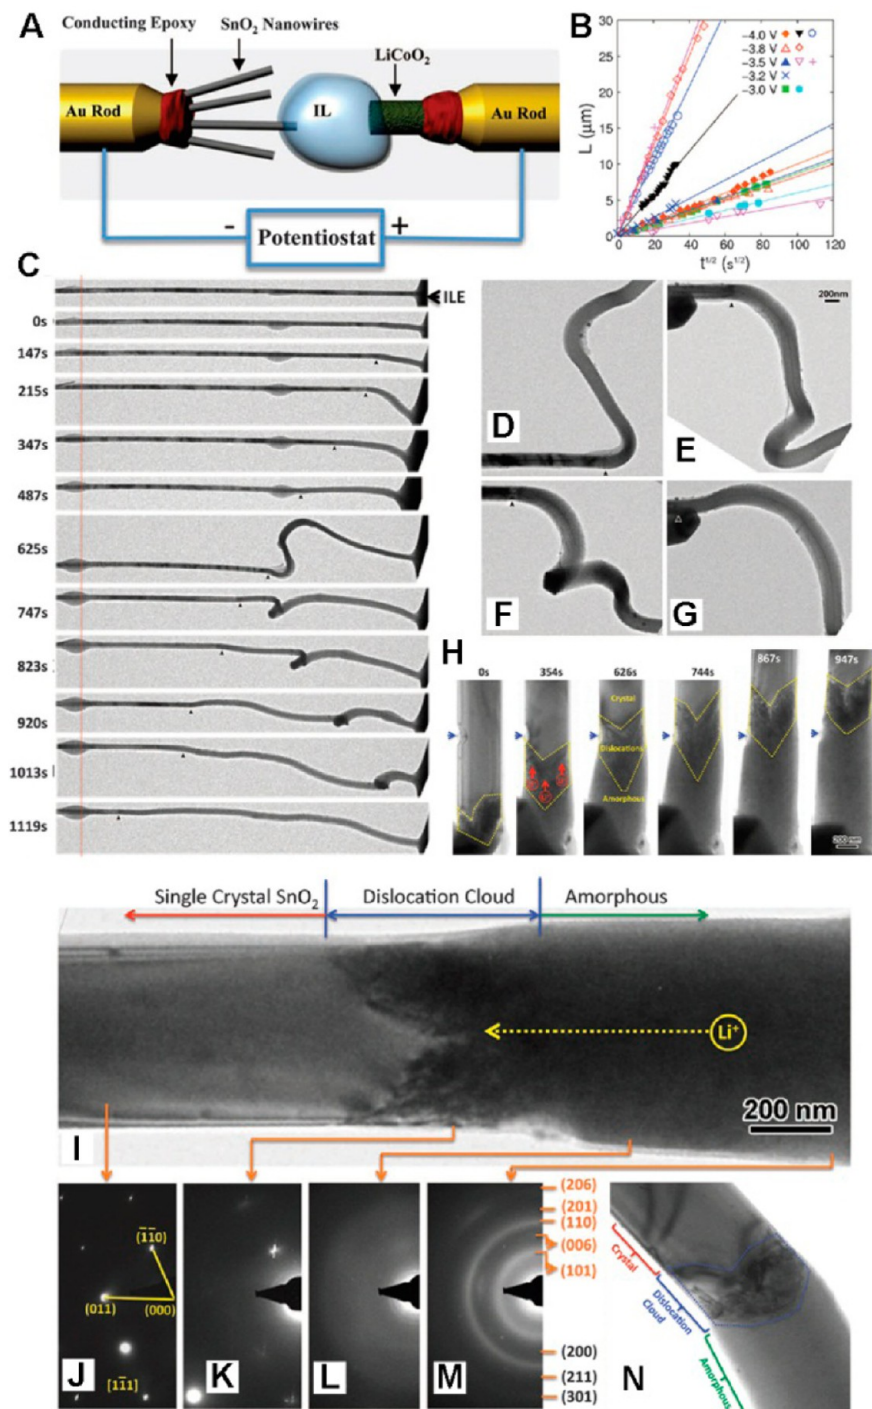 A
Conducting Epoxy
SnO₂ Nanowires
LiCoO₂
Au Rod
IL
Au Rod
-
Potentiostat
+
B
L (µm)
30
25
20
15
10
5
0
0 20 40 60 80 100 120
t^1/2 (s^1/2)
-4.0 V
-3.8 V
-3.5 V
-3.2 V
-3.0 V
C
ILE
0s
147s
215s
347s
487s
625s
747s
823s
920s
1013s
1119s
D
E
200nm
F
G
H
0s
354s
626s
744s
867s
947s
Crystal
Dislocations
Amorphous
Single Crystal SnO₂
Dislocation Cloud
Amorphous
Li⁺
200 nm
I
J
(1̄1̄0)
(011)
(000)
[11̄1]
K
L
M
(206)
(201)
(110)
(006)
(101)
(200)
(211)
(301)
N
Crystal
Dislocation
Cloud
Amorphous